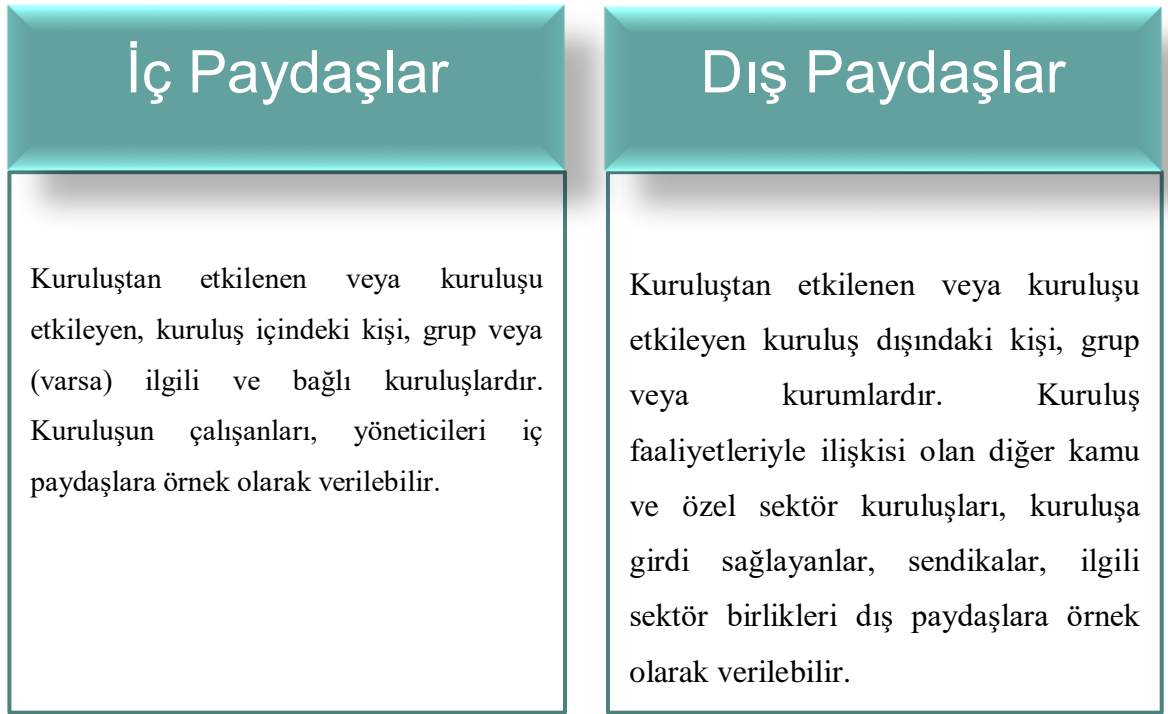 İç Paydaşlar
Kuruluştan etkilenen veya kuruluşu
etkileyen, kuruluş içindeki kişi, grup veya
(varsa) ilgili ve bağlı kuruluşlardır.
Kuruluşun çalışanları, yöneticileri iç
paydaşlara örnek olarak verilebilir.
Dış Paydaşlar
Kuruluştan etkilenen veya kuruluşu
etkileyen kuruluş dışındaki kişi, grup
veya kurumlardır. Kuruluş
faaliyetleriyle ilişkisi olan diğer kamu
ve özel sektör kuruluşları, kuruluşa
girdi sağlayanlar, sendikalar, ilgili
sektör birlikleri dış paydaşlara örnek
olarak verilebilir.